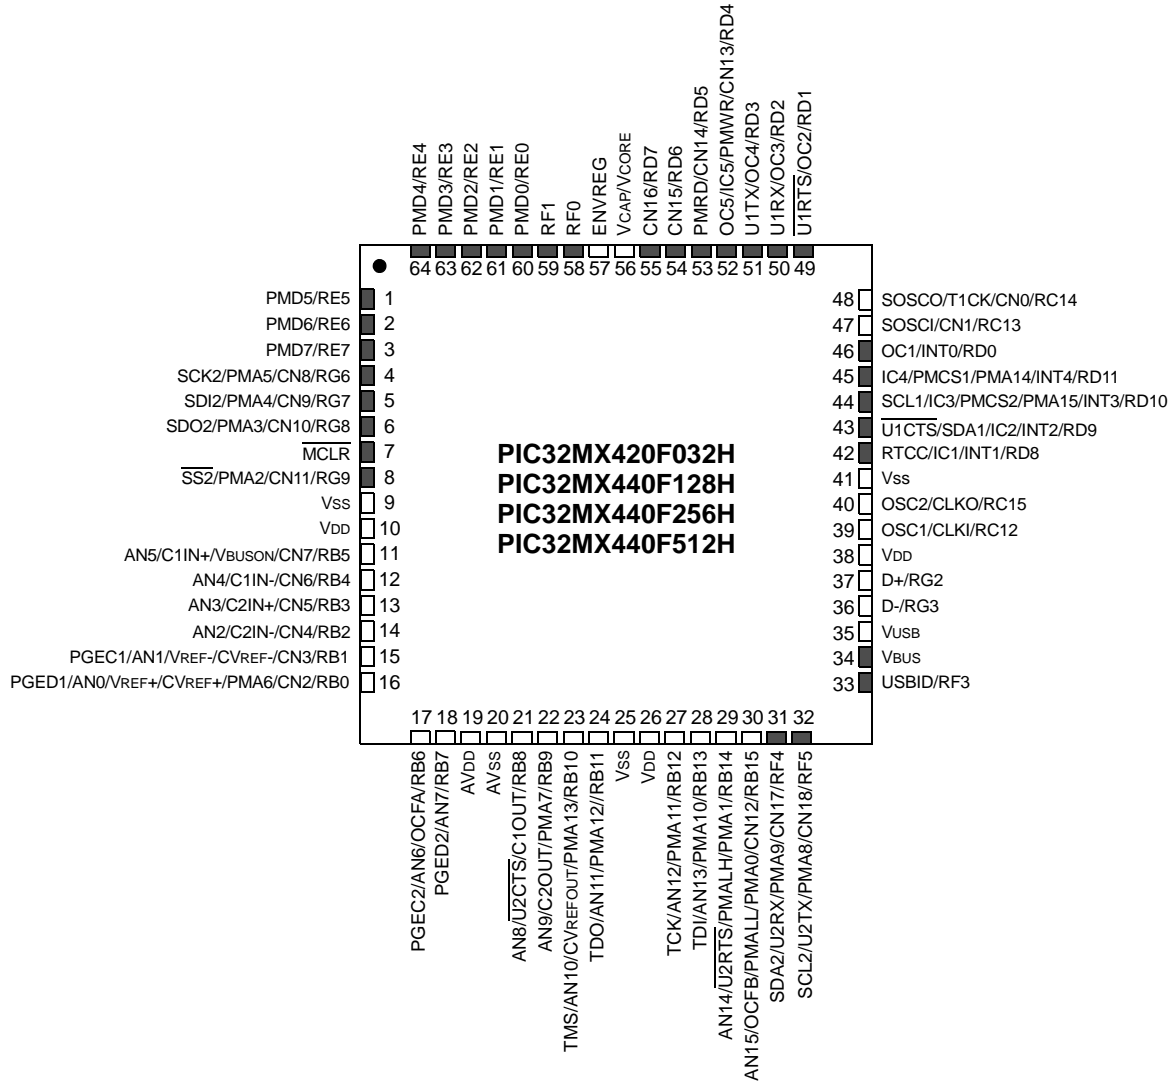 PMD4/RE4
PMD3/RE3
PMD2/RE2
PMD1/RE1
PMD0/RE0
RF1
RF0
ENVREG
VCAP/VCORE
CN16/RD7
CN15/RD6
PMRD/CN14/RD5
OC5/IC5/PMWR/CN13/RD4
U1TX/OC4/RD3
U1RX/OC3/RD2
U1RTS/OC2/RD1
64 63 62 61 60 59 58 57 56 55 54 53 52 51 50 49
PMD5/RE5 1
PMD6/RE6 2
PMD7/RE7 3
SCK2/PMA5/CN8/RG6 4
SDI2/PMA4/CN9/RG7 5
SDO2/PMA3/CN10/RG8 6
MCLR 7
SS2/PMA2/CN11/RG9 8
VSS 9
VDD 10
AN5/C1IN+/VBUSON/CN7/RB5 11
AN4/C1IN-/CN6/RB4 12
AN3/C2IN+/CN5/RB3 13
AN2/C2IN-/CN4/RB2 14
PGEC1/AN1/VREF-/CVREF-/CN3/RB1 15
PGED1/AN0/VREF+/CVREF+/PMA6/CN2/RB0 16
PIC32MX420F032H
PIC32MX440F128H
PIC32MX440F256H
PIC32MX440F512H
48 SOSCO/T1CK/CN0/RC14
47 SOSCI/CN1/RC13
46 OC1/INT0/RD0
45 IC4/PMCS1/PMA14/INT4/RD11
44 SCL1/IC3/PMCS2/PMA15/INT3/RD10
43 U1CTS/SDA1/IC2/INT2/RD9
42 RTCC/IC1/INT1/RD8
41 Vss
40 OSC2/CLKO/RC15
39 OSC1/CLKI/RC12
38 VDD
37 D+/RG2
36 D-/RG3
35 VUSB
34 VBUS
33 USBID/RF3
17 18 19 20 21 22 23 24 25 26 27 28 29 30 31 32
PGEC2/AN6/OCFA/RB6
PGED2/AN7/RB7
AVDD
AVSS
AN8/U2CTS/C1OUT/RB8
AN9/C2OUT/PMA7/RB9
TMS/AN10/CVREFOUT/PMA13/RB10
TDO/AN11/PMA12//RB11
VSS
VDD
TCK/AN12/PMA11/RB12
TDI/AN13/PMA10/RB13
AN14/U2RTS/PMALH/PMA1/RB14
AN15/OCFB/PMALL/PMA0/CN12/RB15
SDA2/U2RX/PMA9/CN17/RF4
SCL2/U2TX/PMA8/CN18/RF5